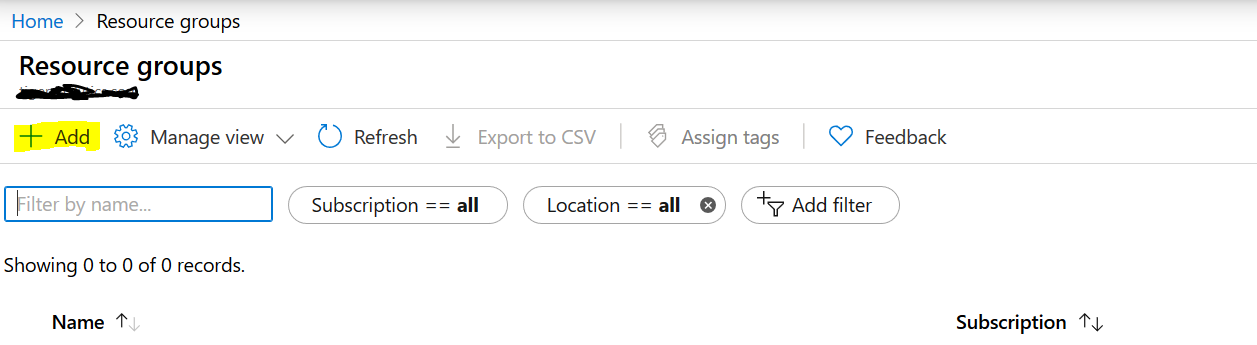 Home > Resource groups
Resource groups
Add Manage view Refresh Export to CSV Assign tags Feedback
Filter by name... Subscription == all Location == all Add filter
Showing 0 to 0 of 0 records.
Name Subscription